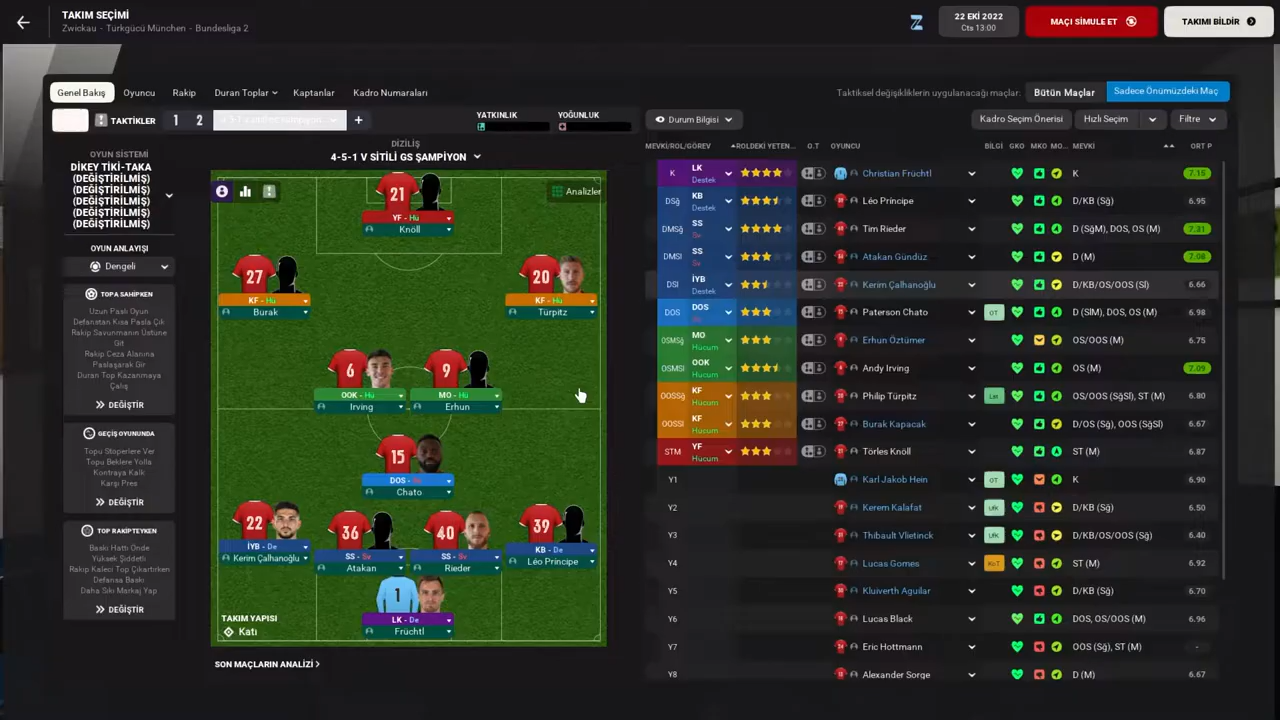 TAKIM SEÇİMİ
Zwickau - Türkgücü München - Bundesliga 2
22 EKİ 2022
Cts 13:00
MAÇI SİMULE ET
TAKIMI BİLDİR
Genel Bakış
Oyuncu
Rakip
Duran Toplar
Kaptanlar
Kadro Numaraları
Taktiksel değişikliklerin uygulanacağı maçlar:
Bütün Maçlar
Sadece Önümüzdeki Maç
TAKTİKLER
1
2
YATKINLIK
YOĞUNLUK
Durum Bilgisi
Kadro Seçim Önerisi
Hızlı Seçim
Filtre
OYUN SİSTEMİ
DİKEY TİKİ-TAKA
(DEĞİŞTİRİLMİŞ)
(DEĞİŞTİRİLMİŞ)
(DEĞİŞTİRİLMİŞ)
(DEĞİŞTİRİLMİŞ)
(DEĞİŞTİRİLMİŞ)
OYUN ANLAYIŞI
Dengeli
TOPA SAHİPKEN
Uzun Paslı Oyun
Defanstan Kısa Pasla Çık
Rakip Savunmanın Üstüne
Git
Rakip Ceza Alanına
Paslaşarak Gir
Duran Top Kazanmaya
Çalış
DEĞİŞTİR
GEÇİŞ OYUNUNDA
Topu Stoperlere Ver
Topu Beklere Yolla
Kontraya Kalk
Karşı Pres
DEĞİŞTİR
TOP RAKİPTEYKEN
Baskı Hattı Önde
Yüksek Şiddetli
Rakip Kaleci Top Çıkartırken
Defansa Baskı
Daha Sıkı Markaj Yap
DEĞİŞTİR
DİZİLİŞ
4-5-1 V SİTİLİ GS ŞAMPİYON
Analizler
21
YF - Hü
Knöll
27
KF - Hü
Burak
20
KF - Hü
Türpitz
6
OOK - Hü
Irving
9
MO - Hü
Erhun
15
DOS - Sv
Chato
22
İYB - De
Kerim Çalhanoğlu
36
SS - Sv
Atakan
40
SS - Sv
Rieder
39
KB - De
Léo Príncipe
1
LK - De
Früchtl
TAKIM YAPISI
Katı
SON MAÇLARIN ANALİZİ
MEVKİ/ROL/GÖREV
ROLDEKİ YETEN...
O.T
OYUNCU
BİLGİ
GKO
MKO
MO...
MEVKİ
ORT P
K
LK
Destek
Christian Früchtl
K
7.15
DSğ
KB
Destek
Léo Príncipe
D/KB (Sğ)
6.95
DMSğ
SS
Sv
Tim Rieder
D (SğM), DOS, OS (M)
7.31
DMSl
SS
Sv
Atakan Gündüz
D (M)
7.08
DSl
İYB
Destek
Kerim Çalhanoğlu
D/KB/OS/OOS (Sl)
6.66
DOS
DOS
Paterson Chato
OT
D (SlM), DOS, OS (M)
6.98
OSMSğ
MO
Hücum
Erhun Öztümer
OS/OOS (M)
6.75
OSMSl
OOK
Hücum
Andy Irving
OS (M)
7.09
OOSSğ
KF
Hücum
Philip Türpitz
List
OS/OOS (SğSl), ST (M)
6.80
OOSSl
KF
Hücum
Burak Kapacak
D/OS (Sğ), OOS (SğSl)
6.67
STM
YF
Hücum
Törles Knöll
ST (M)
6.87
Y1
Karl Jakob Hein
OT
K
6.90
Y2
Kerem Kalafat
Ufk
D/KB (Sğ)
6.50
Y3
Thibault Vlietinck
Ufk
D/KB/OS/OOS (Sğ)
6.40
Y4
Lucas Gomes
KoT
ST (M)
6.92
Y5
Kluiverth Aguilar
D/KB (Sğ)
6.70
Y6
Lucas Black
DOS, OS/OOS (M)
6.96
Y7
Eric Hottmann
OOS (Sğ), ST (M)
-
Y8
Alexander Sorge
D (M)
6.67